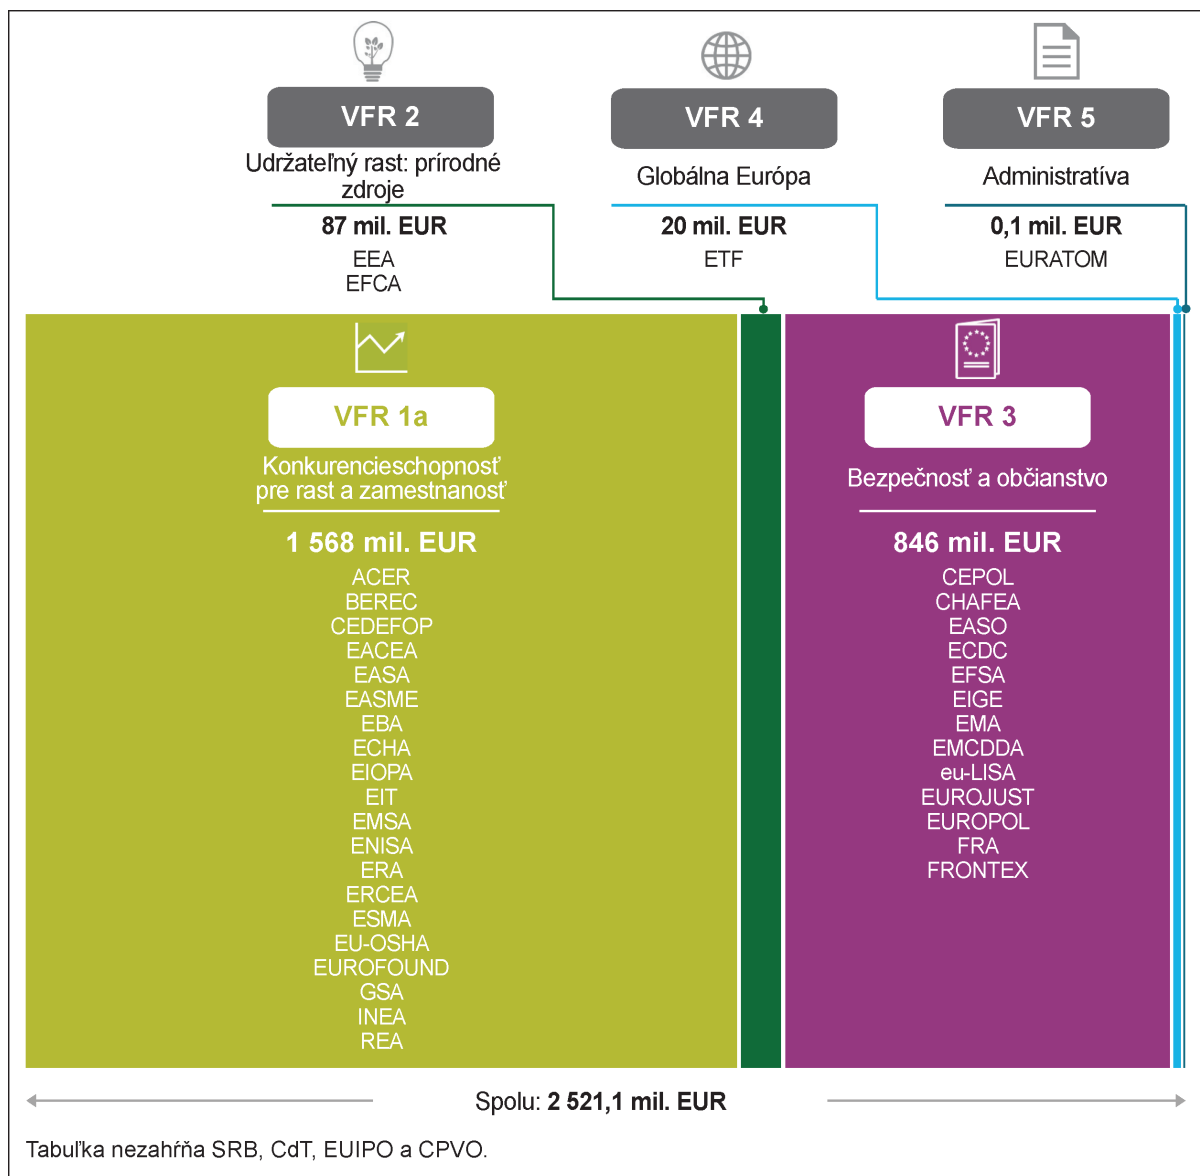 VFR 2
Udržateľný rast: prírodné
zdroje
87 mil. EUR
EEA
EFCA
VFR 4
Globálna Európa
20 mil. EUR
ETF
VFR 5
Administratíva
0,1 mil. EUR
EURATOM
VFR 1a
Konkurencieschopnosť
pre rast a zamestnanosť
1 568 mil. EUR
ACER
BEREC
CEDEFOP
EACEA
EASA
EASME
EBA
ECHA
EIOPA
EIT
EMSA
ENISA
ERA
ERCEA
ESMA
EU-OSHA
EUROFOUND
GSA
INEA
REA
VFR 3
Bezpečnosť a občianstvo
846 mil. EUR
CEPOL
CHAFEA
EASO
ECDC
EFSA
EIGE
EMA
EMCDDA
eu-LISA
EUROJUST
EUROPOL
FRA
FRONTEX
Spolu: 2 521,1 mil. EUR
Tabuľka nezahŕňa SRB, CdT, EUIPO a CPVO.